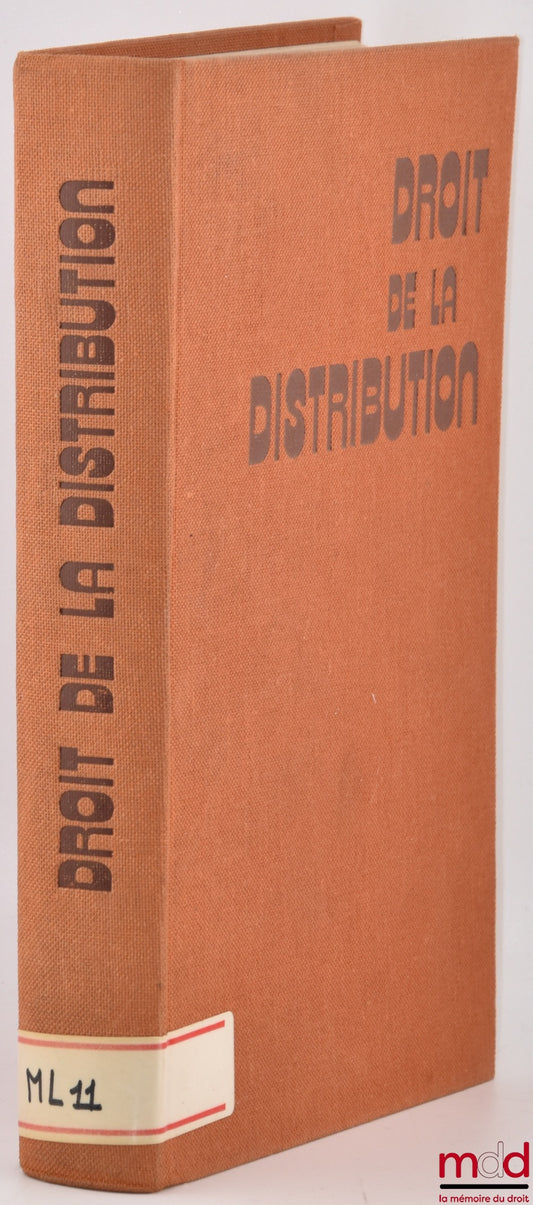 DROIT DE LA DISTRIBUTION
DROIT
DE LA
DISTRIBUTION
ML 11
mdd
la mémoire du droit